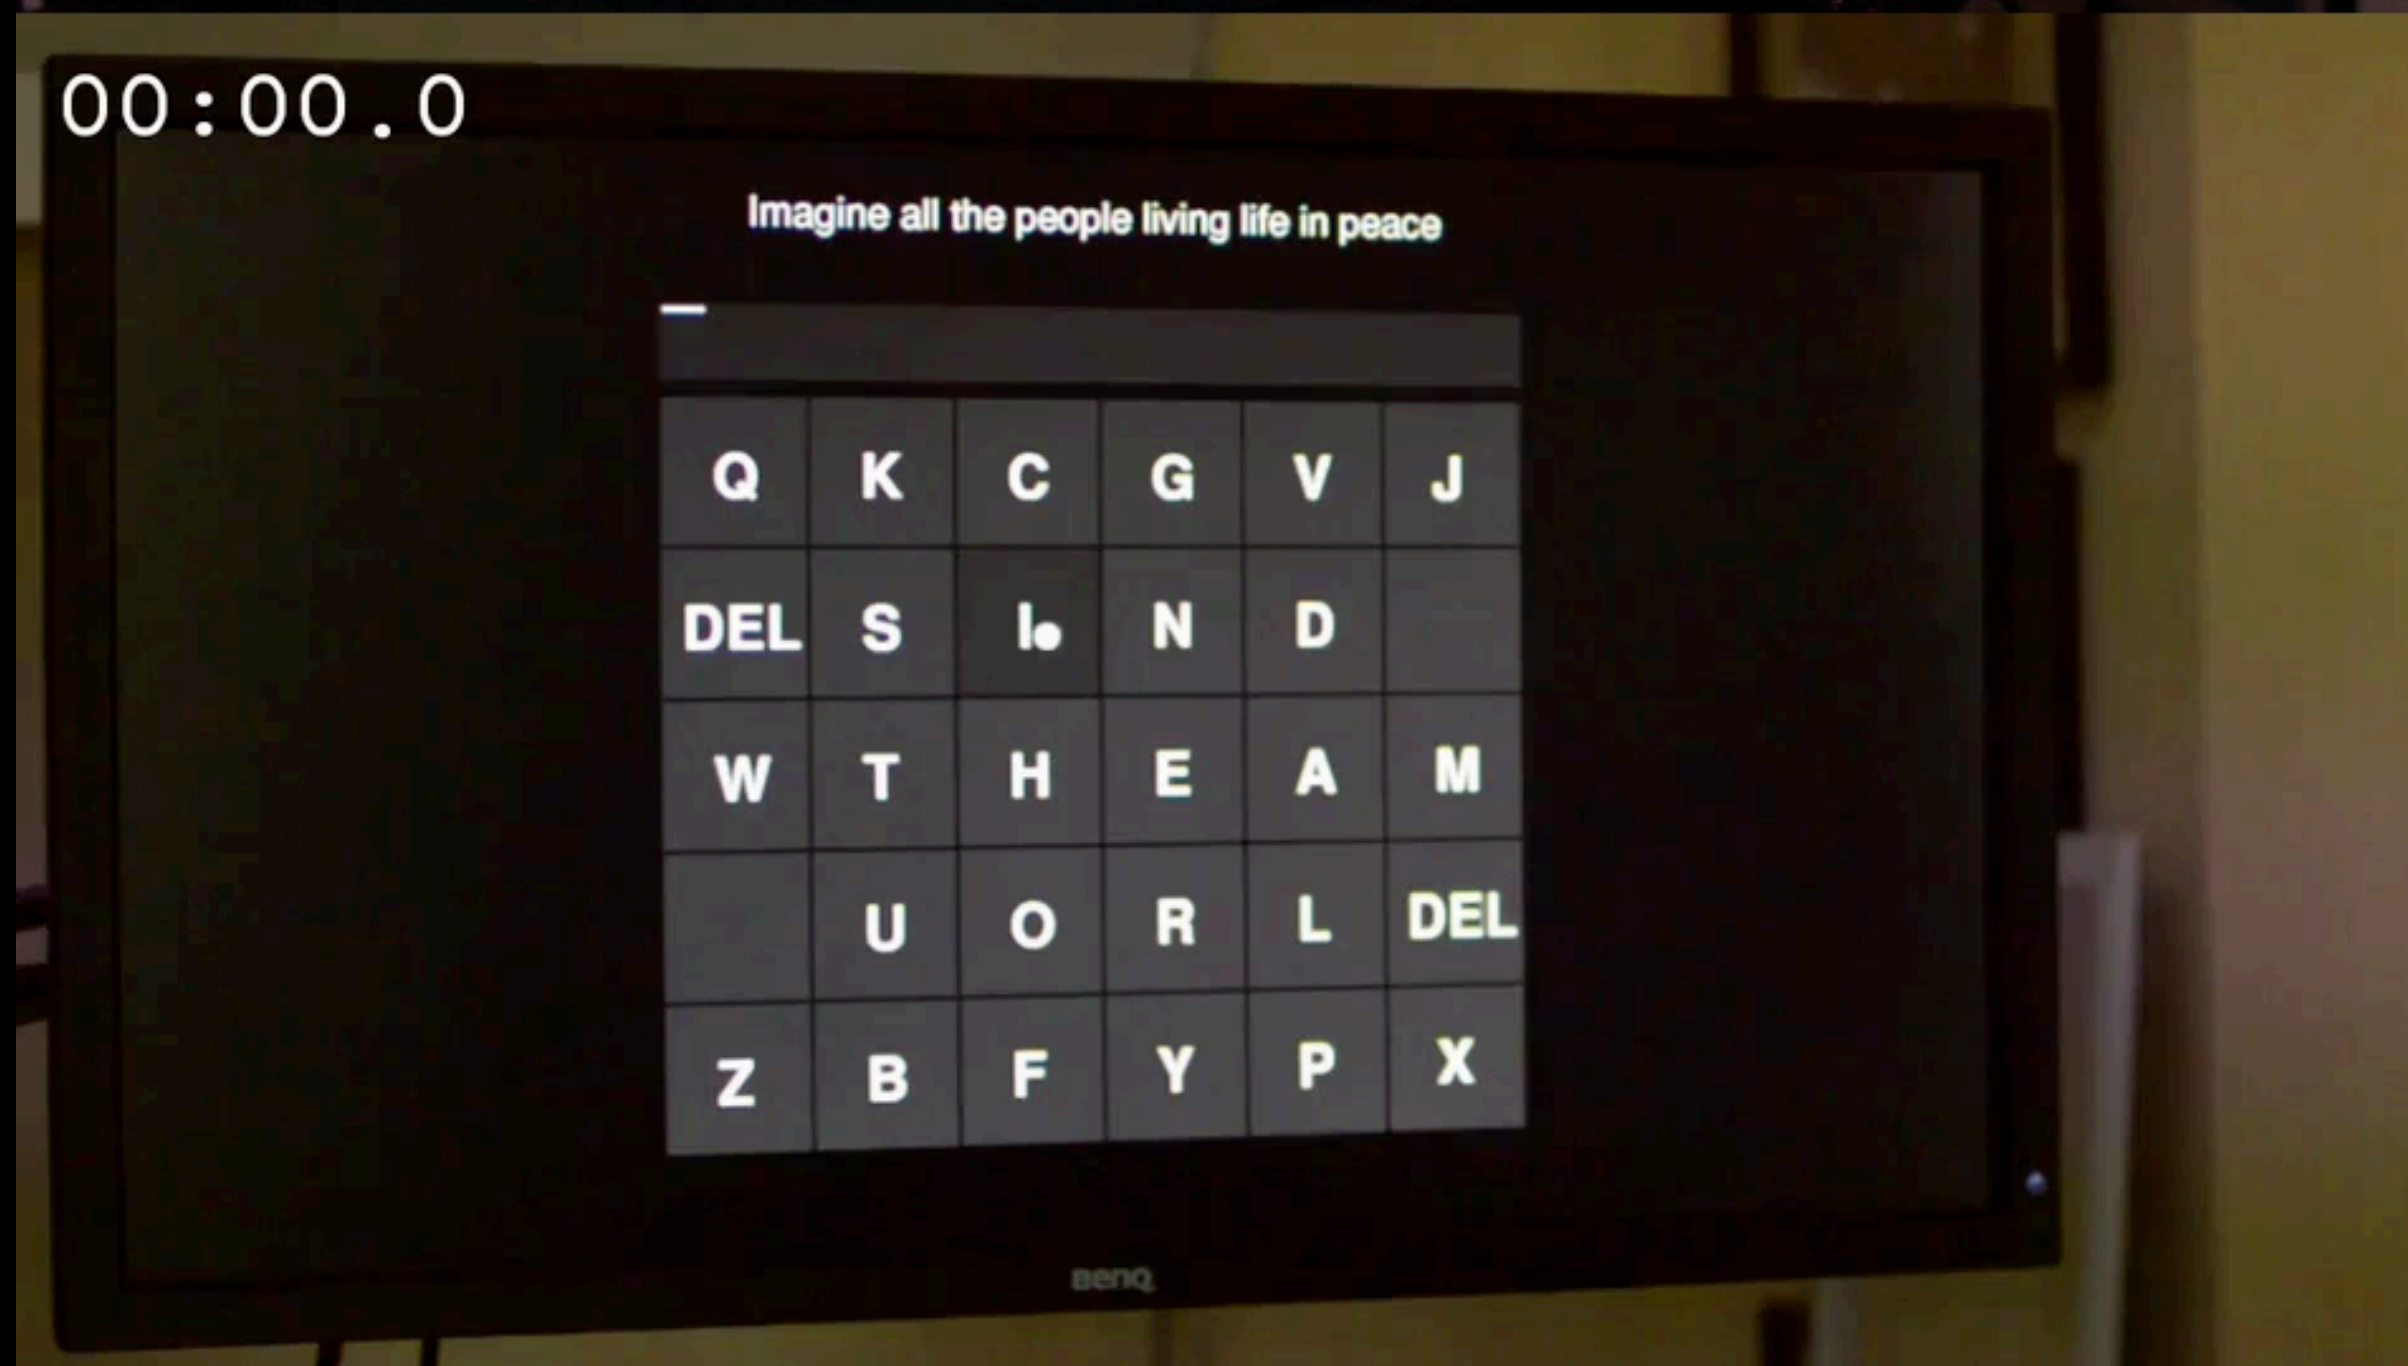 00:00.0
Imagine all the people living life in peace
Q K C G V J
DEL S I N D
W T H E A M
U O R L DEL
Z B F Y P X
BenQ